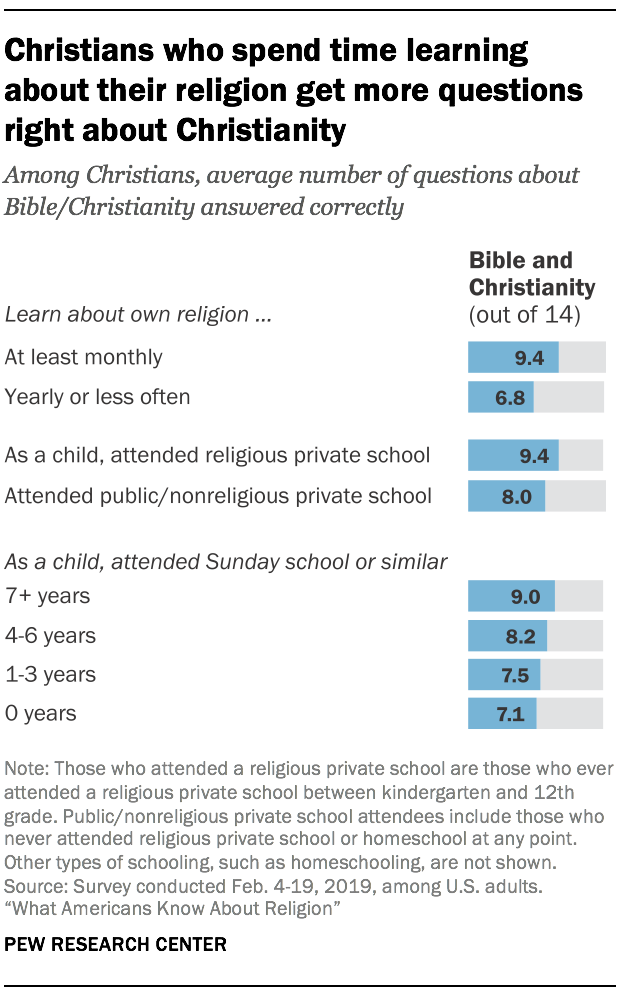 Christians who spend time learning
about their religion get more questions
right about Christianity
Among Christians, average number of questions about
Bible/Christianity answered correctly
Bible and
Christianity
Learn about own religion ... (out of 14)
At least monthly 9.4
Yearly or less often 6.8
As a child, attended religious private school 9.4
Attended public/nonreligious private school 8.0
As a child, attended Sunday school or similar
7+ years 9.0
4-6 years 8.2
1-3 years 7.5
0 years 7.1
Note: Those who attended a religious private school are those who ever
attended a religious private school between kindergarten and 12th
grade. Public/nonreligious private school attendees include those who
never attended religious private school or homeschool at any point.
Other types of schooling, such as homeschooling, are not shown.
Source: Survey conducted Feb. 4-19, 2019, among U.S. adults.
“What Americans Know About Religion”
PEW RESEARCH CENTER